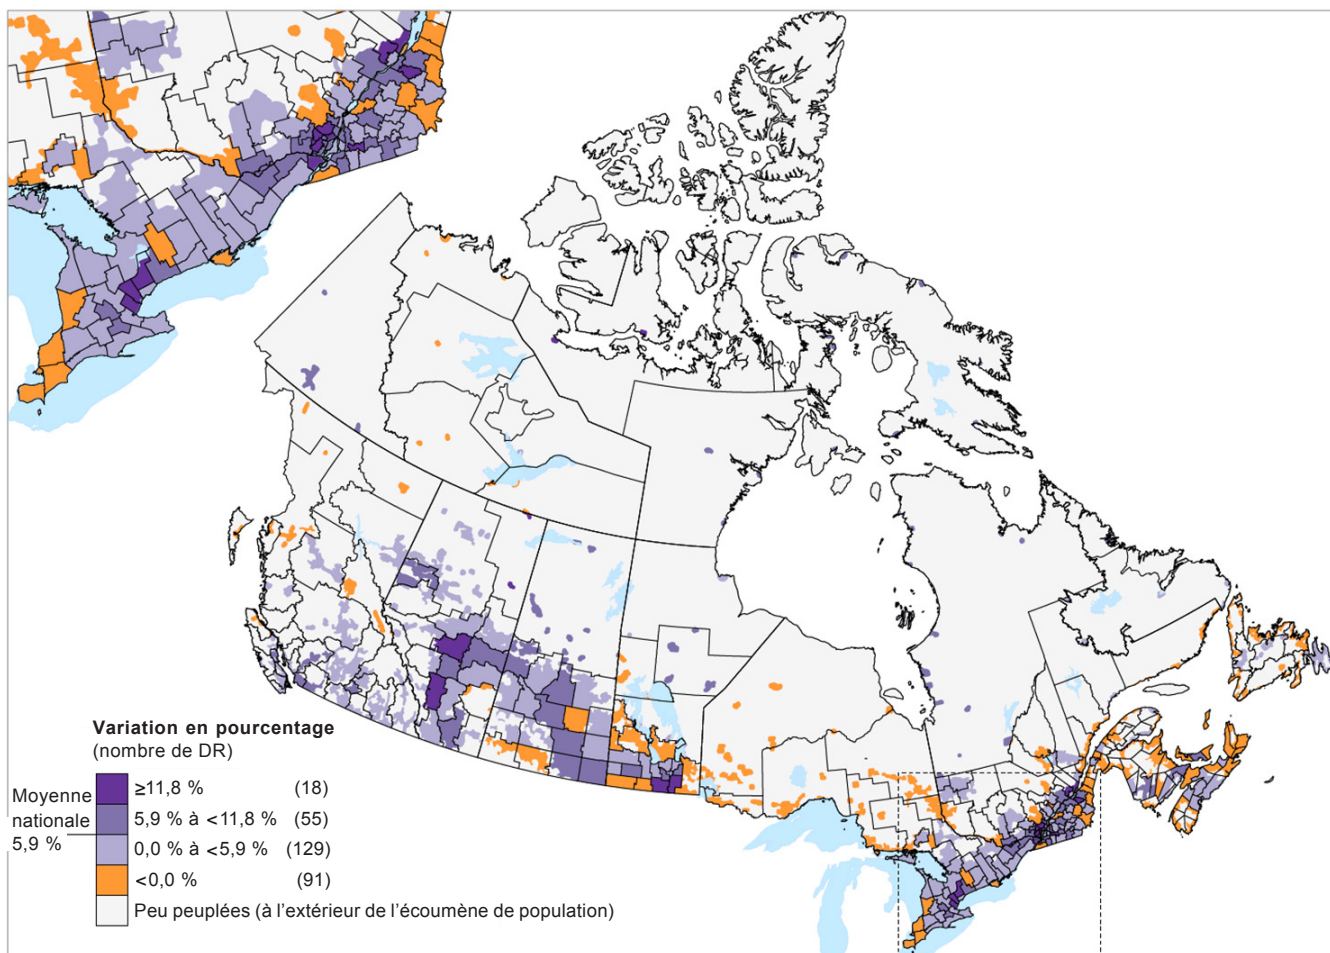 Variation en pourcentage
(nombre de DR)
Moyenne
nationale
5,9 %
≥11,8 % (18)
5,9 % à <11,8 % (55)
0,0 % à <5,9 % (129)
<0,0 % (91)
Peu peuplées (à l'extérieur de l'écoumène de population)